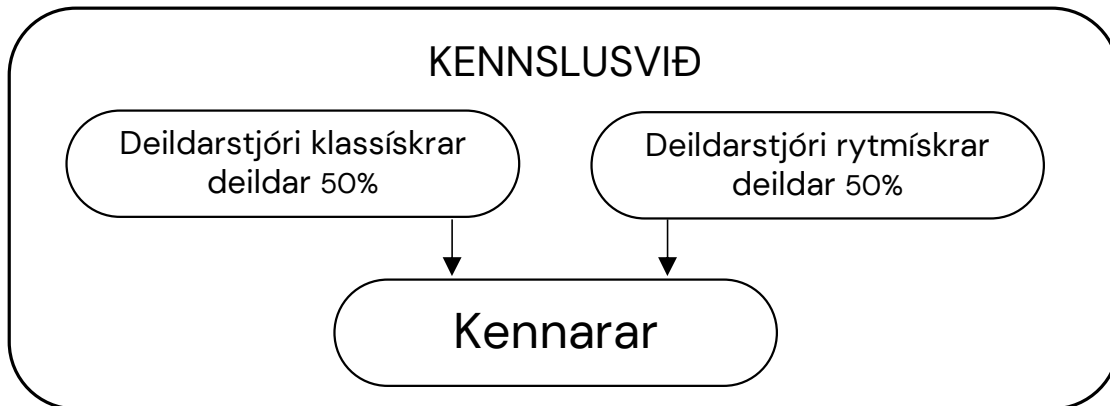 KENNSLUSVIÐ
Deildarstjóri klassískrar
deildar 50%
Deildarstjóri rytmískrar
deildar 50%
Kennarar